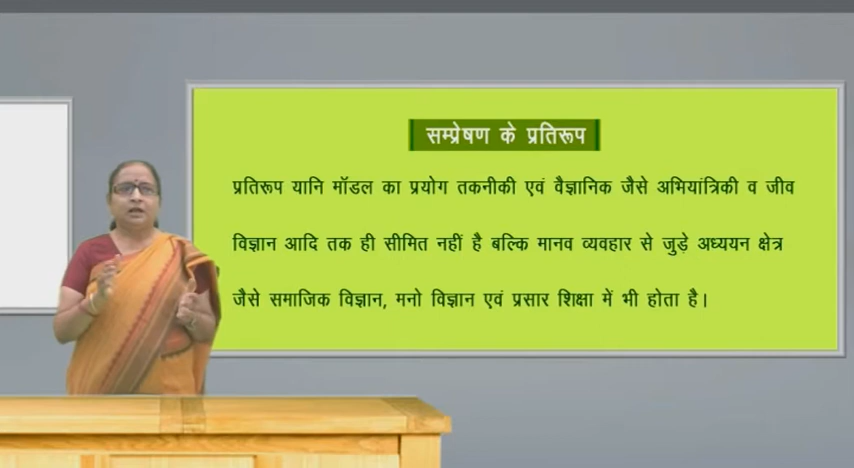 सम्प्रेषण के प्रतिरूप
प्रतिरूप यानि मॉडल का प्रयोग तकनीकी एवं वैज्ञानिक जैसे अभियांत्रिकी व जीव
विज्ञान आदि तक ही सीमित नहीं है बल्कि मानव व्यवहार से जुड़े अध्ययन क्षेत्र
जैसे समाजिक विज्ञान, मनो विज्ञान एवं प्रसार शिक्षा में भी होता है।